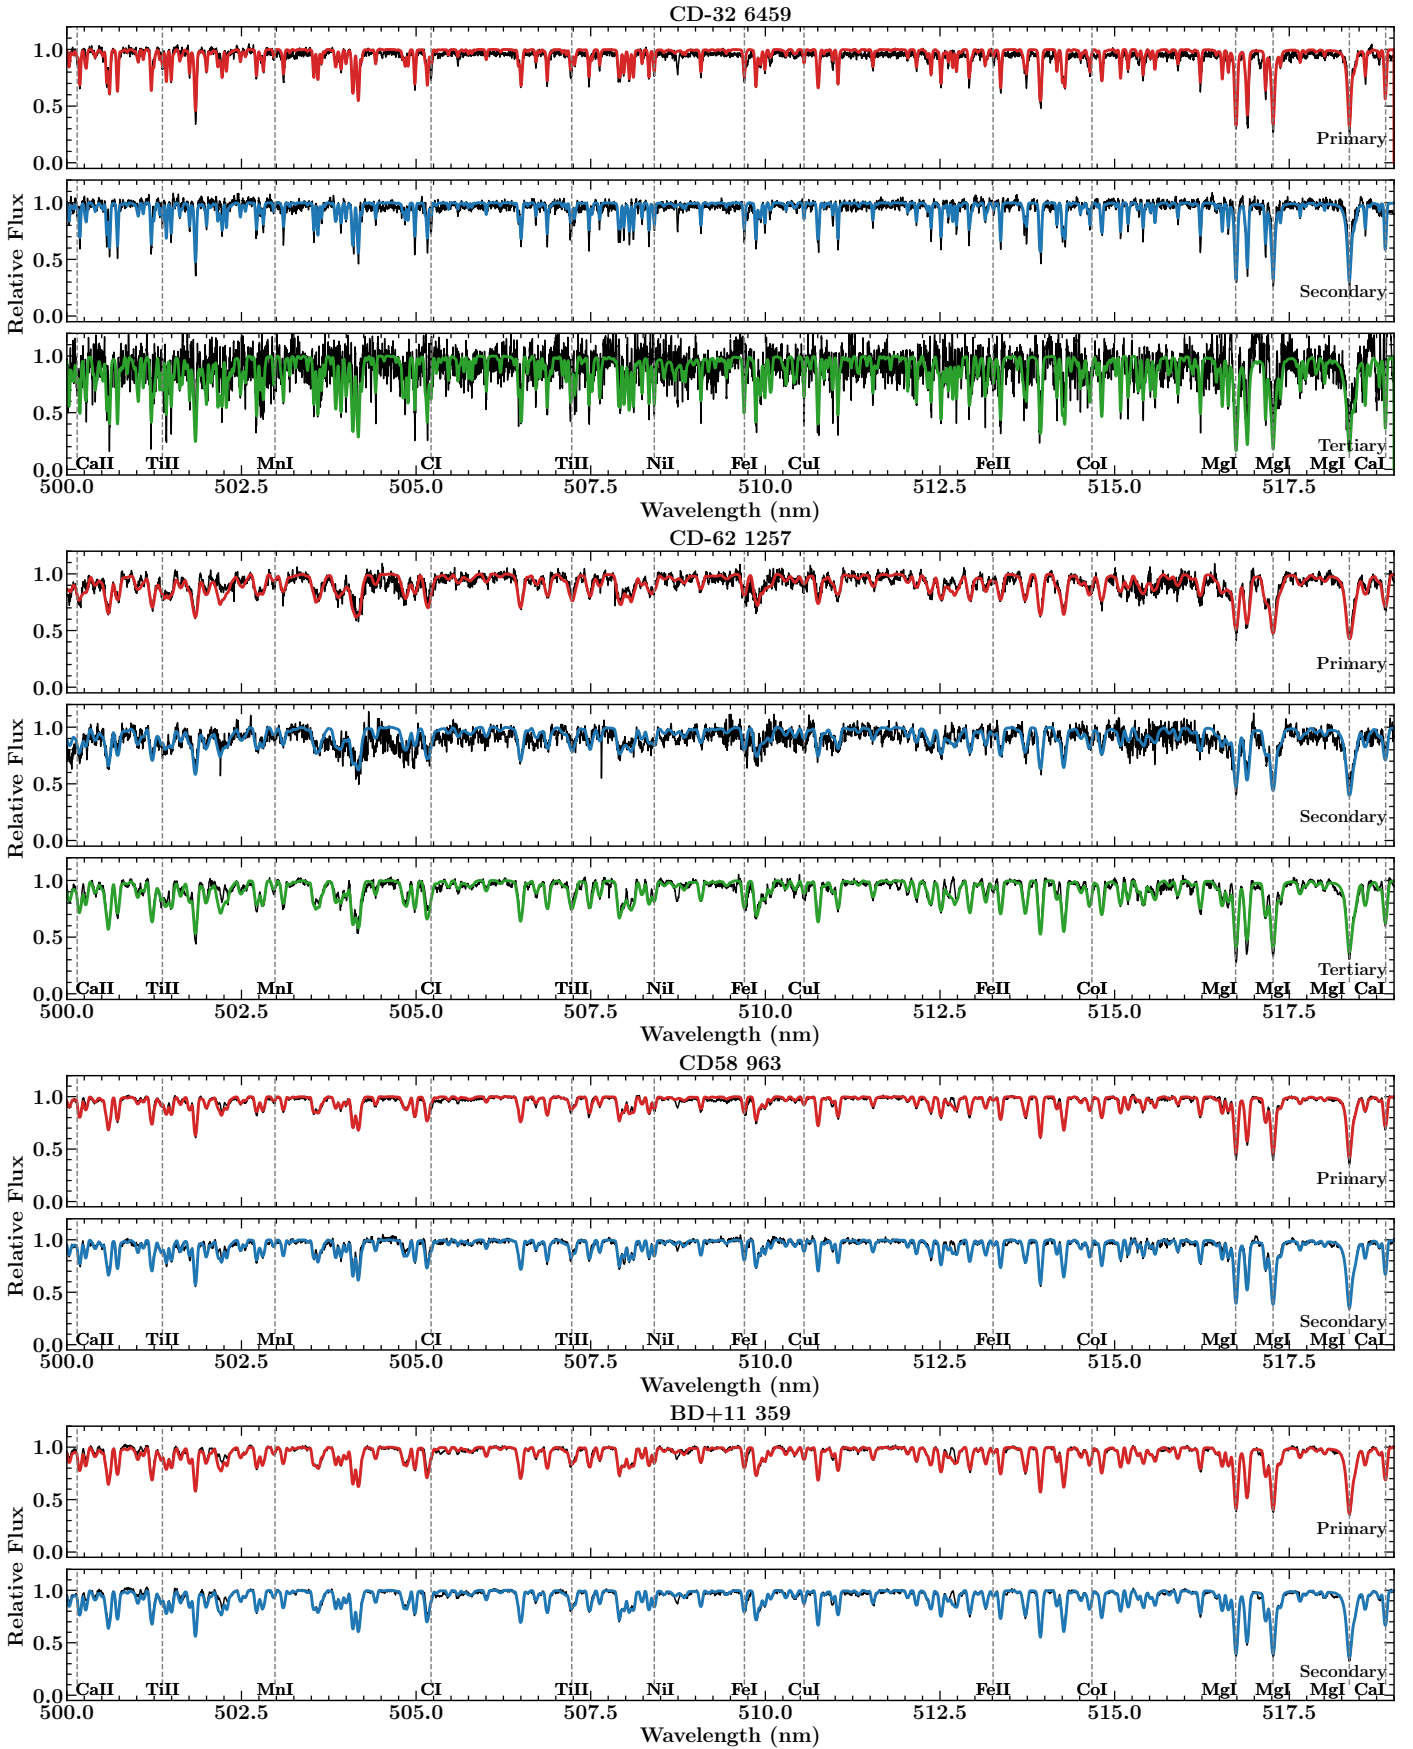 CD-32 6459
1.0
0.5
0.0
Primary
1.0
0.5
0.0
Secondary
Relative Flux
1.0
0.5
0.0
Tertiary
CaII TiII MnI CI TiII NiI FeI CuI FeII CoI MgI MgI MgI CaI
500.0 502.5 505.0 507.5 510.0 512.5 515.0 517.5
Wavelength (nm)
CD-62 1257
1.0
0.5
0.0
Primary
1.0
0.5
0.0
Secondary
Relative Flux
1.0
0.5
0.0
Tertiary
CaII TiII MnI CI TiII NiI FeI CuI FeII CoI MgI MgI MgI CaI
500.0 502.5 505.0 507.5 510.0 512.5 515.0 517.5
Wavelength (nm)
CD58 963
1.0
0.5
0.0
Primary
Relative Flux
1.0
0.5
0.0
Secondary
CaII TiII MnI CI TiII NiI FeI CuI FeII CoI MgI MgI MgI CaI
500.0 502.5 505.0 507.5 510.0 512.5 515.0 517.5
Wavelength (nm)
BD+11 359
1.0
0.5
0.0
Primary
Relative Flux
1.0
0.5
0.0
Secondary
CaII TiII MnI CI TiII NiI FeI CuI FeII CoI MgI MgI MgI CaI
500.0 502.5 505.0 507.5 510.0 512.5 515.0 517.5
Wavelength (nm)